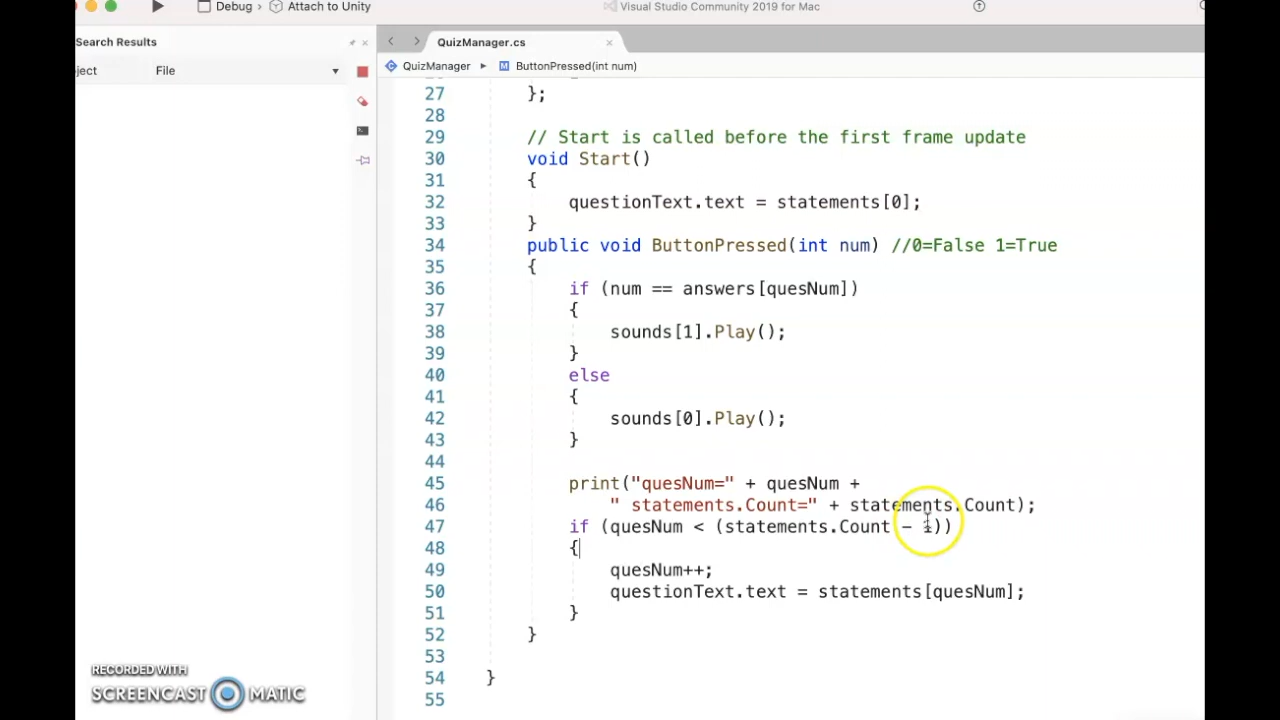 Debug
Attach to Unity
Visual Studio Community 2019 for Mac
Search Results
QuizManager.cs
ject
File
QuizManager
ButtonPressed(int num)
27 };
28
29 // Start is called before the first frame update
30 void Start()
31 {
32 questionText.text = statements[0];
33 }
34 public void ButtonPressed(int num) //0=False 1=True
35 {
36 if (num == answers[quesNum])
37 {
38 sounds[1].Play();
39 }
40 else
41 {
42 sounds[0].Play();
43 }
44
45 print("quesNum=" + quesNum +
46 " statements.Count=" + statements.Count);
47 if (quesNum < (statements.Count - 1))
48 {
49 quesNum++;
50 questionText.text = statements[quesNum];
51 }
52 }
53
54 }
55
RECORDED WITH
SCREENCAST MATIC